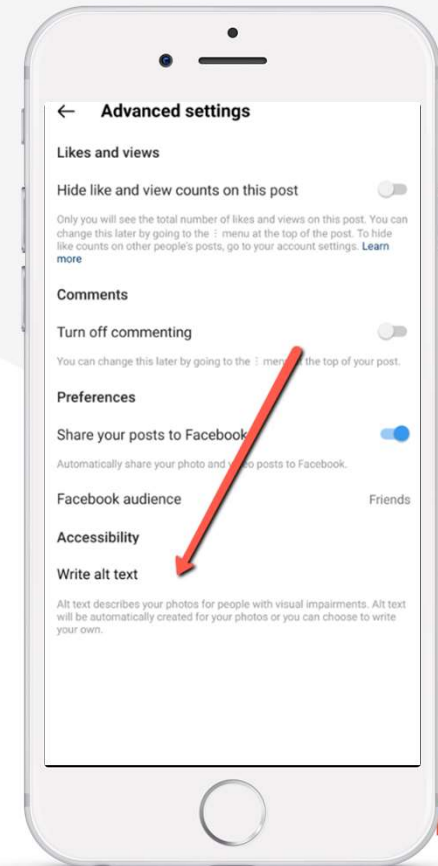 ← Advanced settings
Likes and views
Hide like and view counts on this post
Only you will see the total number of likes and views on this post. You can
change this later by going to the ⋮ menu at the top of the post. To hide
like counts on other people's posts, go to your account settings. Learn
more
Comments
Turn off commenting
You can change this later by going to the ⋮ menu at the top of your post.
Preferences
Share your posts to Facebook
Automatically share your photo and video posts to Facebook.
Facebook audience Friends
Accessibility
Write alt text
Alt text describes your photos for people with visual impairments. Alt text
will be automatically created for your photos or you can choose to write
your own.